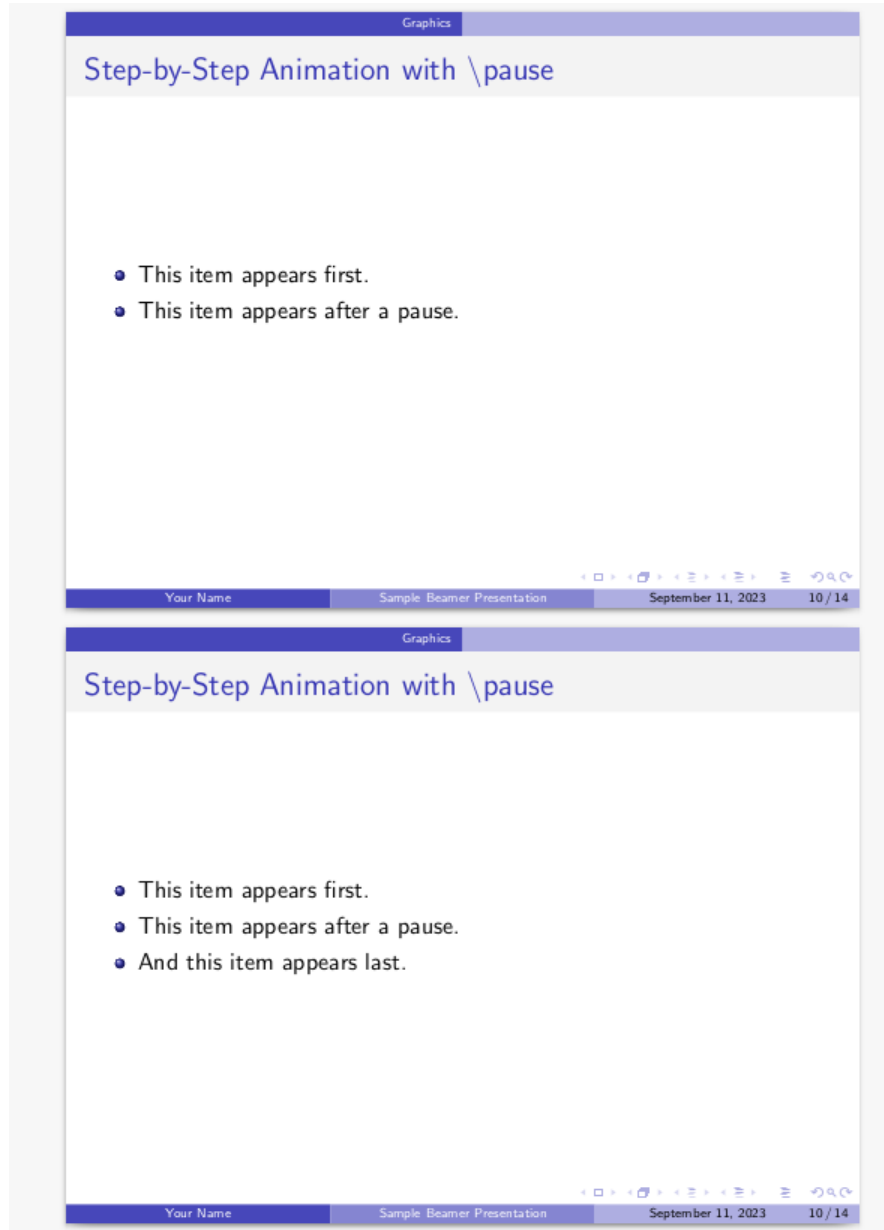 Graphics
Step-by-Step Animation with \pause
This item appears first.
This item appears after a pause.
Your Name Sample Beamer Presentation September 11, 2023 10 / 14
Graphics
Step-by-Step Animation with \pause
This item appears first.
This item appears after a pause.
And this item appears last.
Your Name Sample Beamer Presentation September 11, 2023 10 / 14